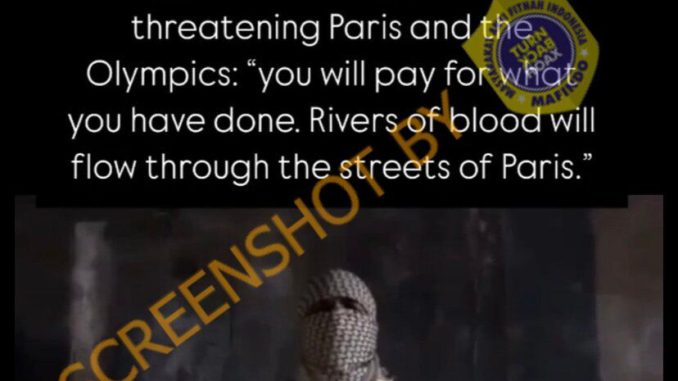 threatening Paris and the
Olympics: “you will pay for what
you have done. Rivers of blood will
flow through the streets of Paris.”
SCREENSHOT BY
MASYARAKAT ANTI FITNAH INDONESIA
TURN
BACK
HOAX
MAFINDO